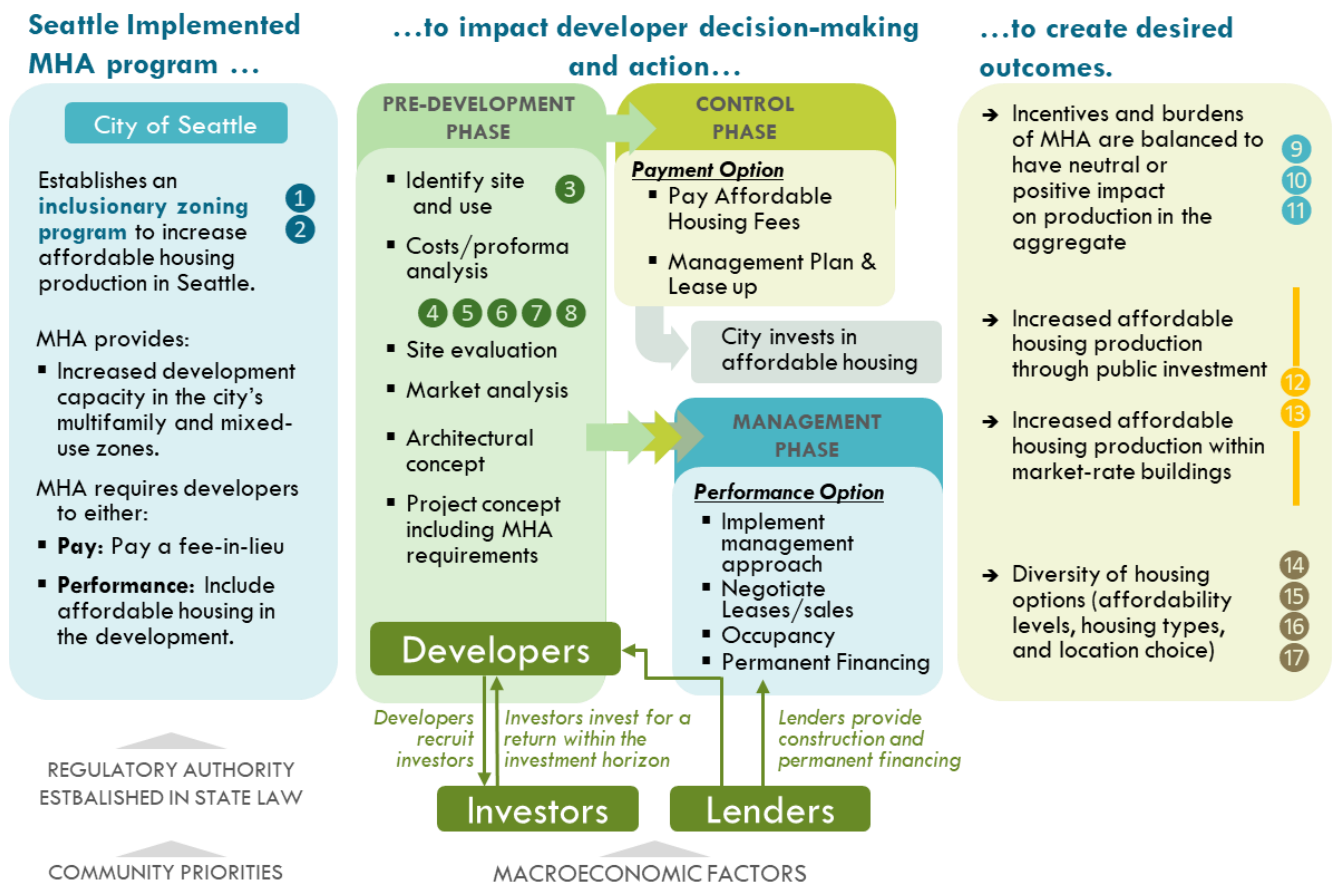 Seattle Implemented
MHA program …
City of Seattle
Establishes an
inclusionary zoning
program to increase
affordable housing
production in Seattle.
1
2
MHA provides:
▪ Increased development
capacity in the city's
multifamily and mixed-
use zones.
MHA requires developers
to either:
▪ Pay: Pay a fee-in-lieu
▪ Performance: Include
affordable housing in
the development.
REGULATORY AUTHORITY
ESTBALISHED IN STATE LAW
COMMUNITY PRIORITIES
…to impact developer decision-making
and action…
PRE-DEVELOPMENT
PHASE
▪ Identify site
and use
3
▪ Costs/proforma
analysis
4 5 6 7 8
▪ Site evaluation
▪ Market analysis
▪ Architectural
concept
▪ Project concept
including MHA
requirements
CONTROL
PHASE
Payment Option
▪ Pay Affordable
Housing Fees
▪ Management Plan &
Lease up
City invests in
affordable housing
MANAGEMENT
PHASE
Performance Option
▪ Implement
management
approach
▪ Negotiate
Leases/sales
▪ Occupancy
▪ Permanent Financing
Developers
Developers
recruit
investors
Investors invest for a
return within the
investment horizon
Lenders provide
construction and
permanent financing
Investors
Lenders
MACROECONOMIC FACTORS
…to create desired
outcomes.
➔ Incentives and burdens
of MHA are balanced to
have neutral or
positive impact
on production in the
aggregate
9
10
11
➔ Increased affordable
housing production
through public investment
12
13
➔ Increased affordable
housing production within
market-rate buildings
➔ Diversity of housing
options (affordability
levels, housing types,
and location choice)
14
15
16
17